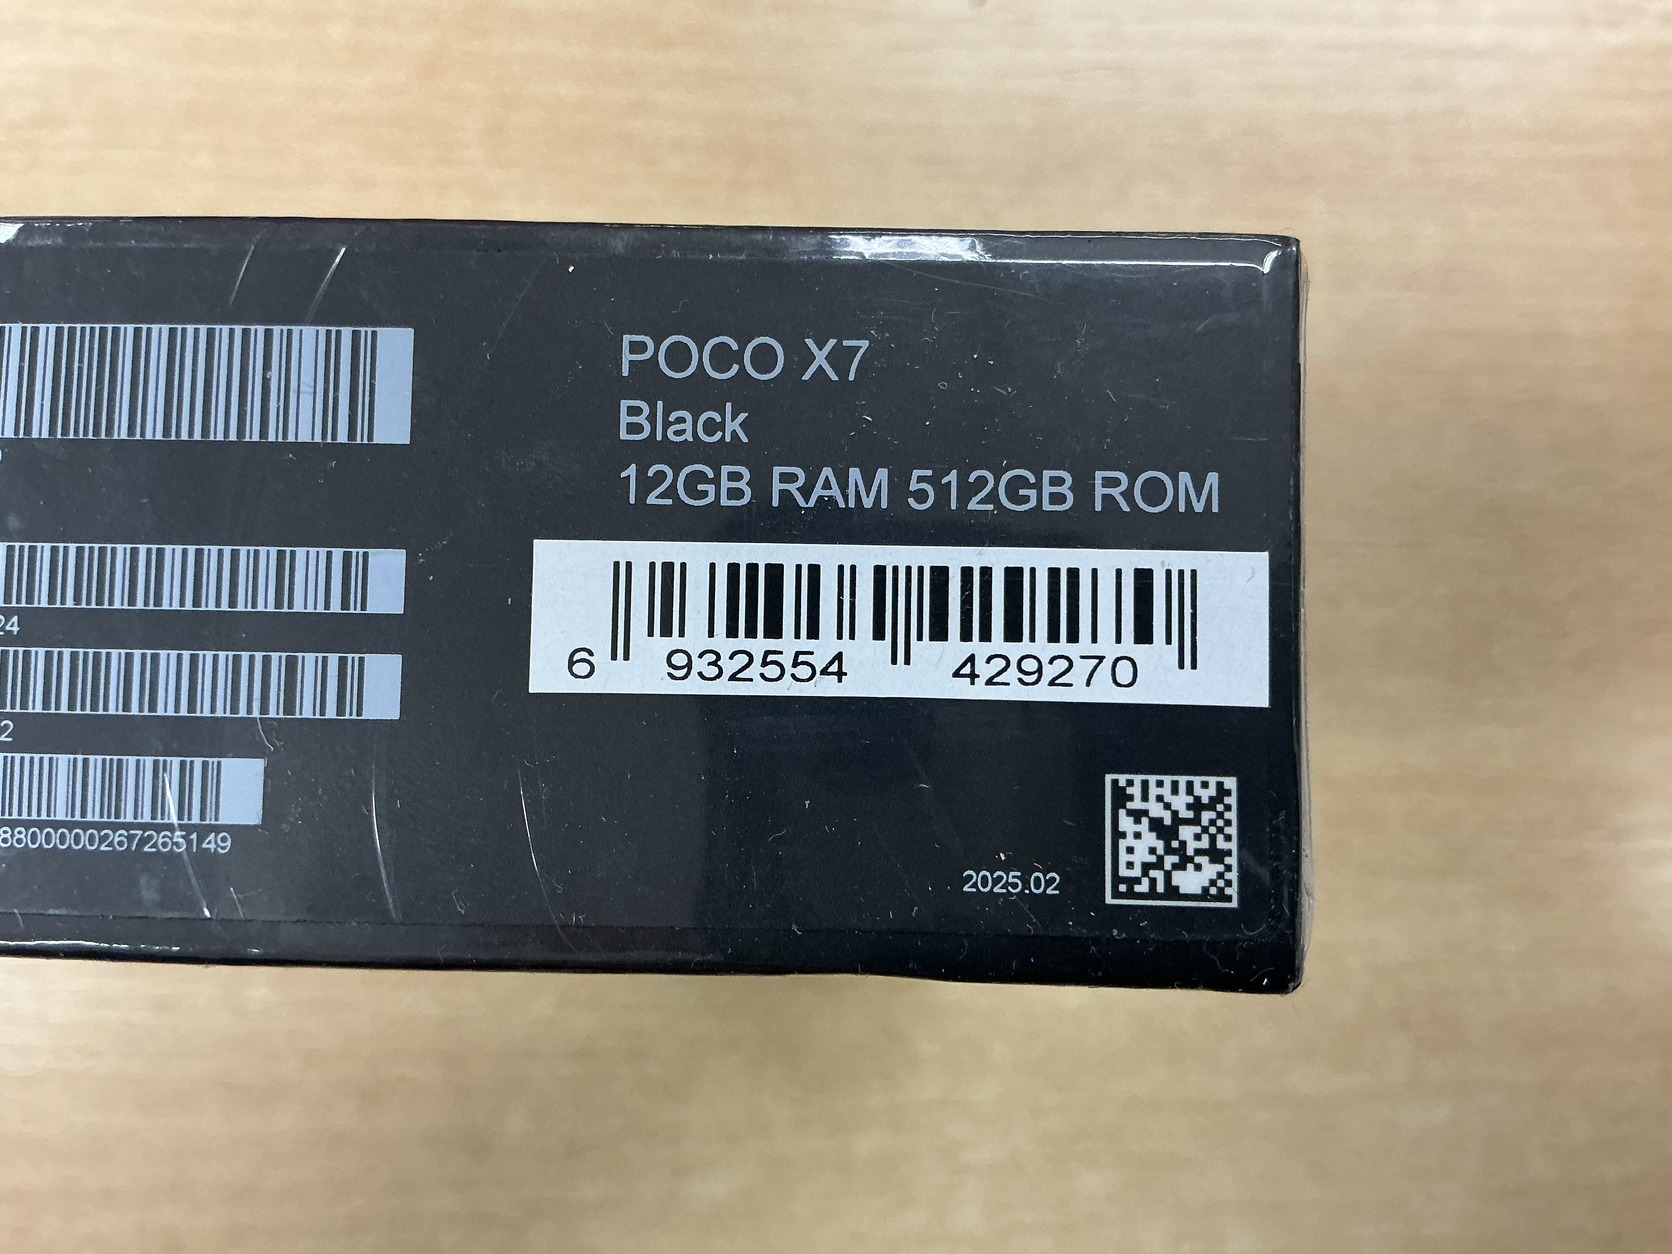 POCO X7
Black
12GB RAM 512GB ROM
6 932554 429270
24
2
8800000267265149
2025.02